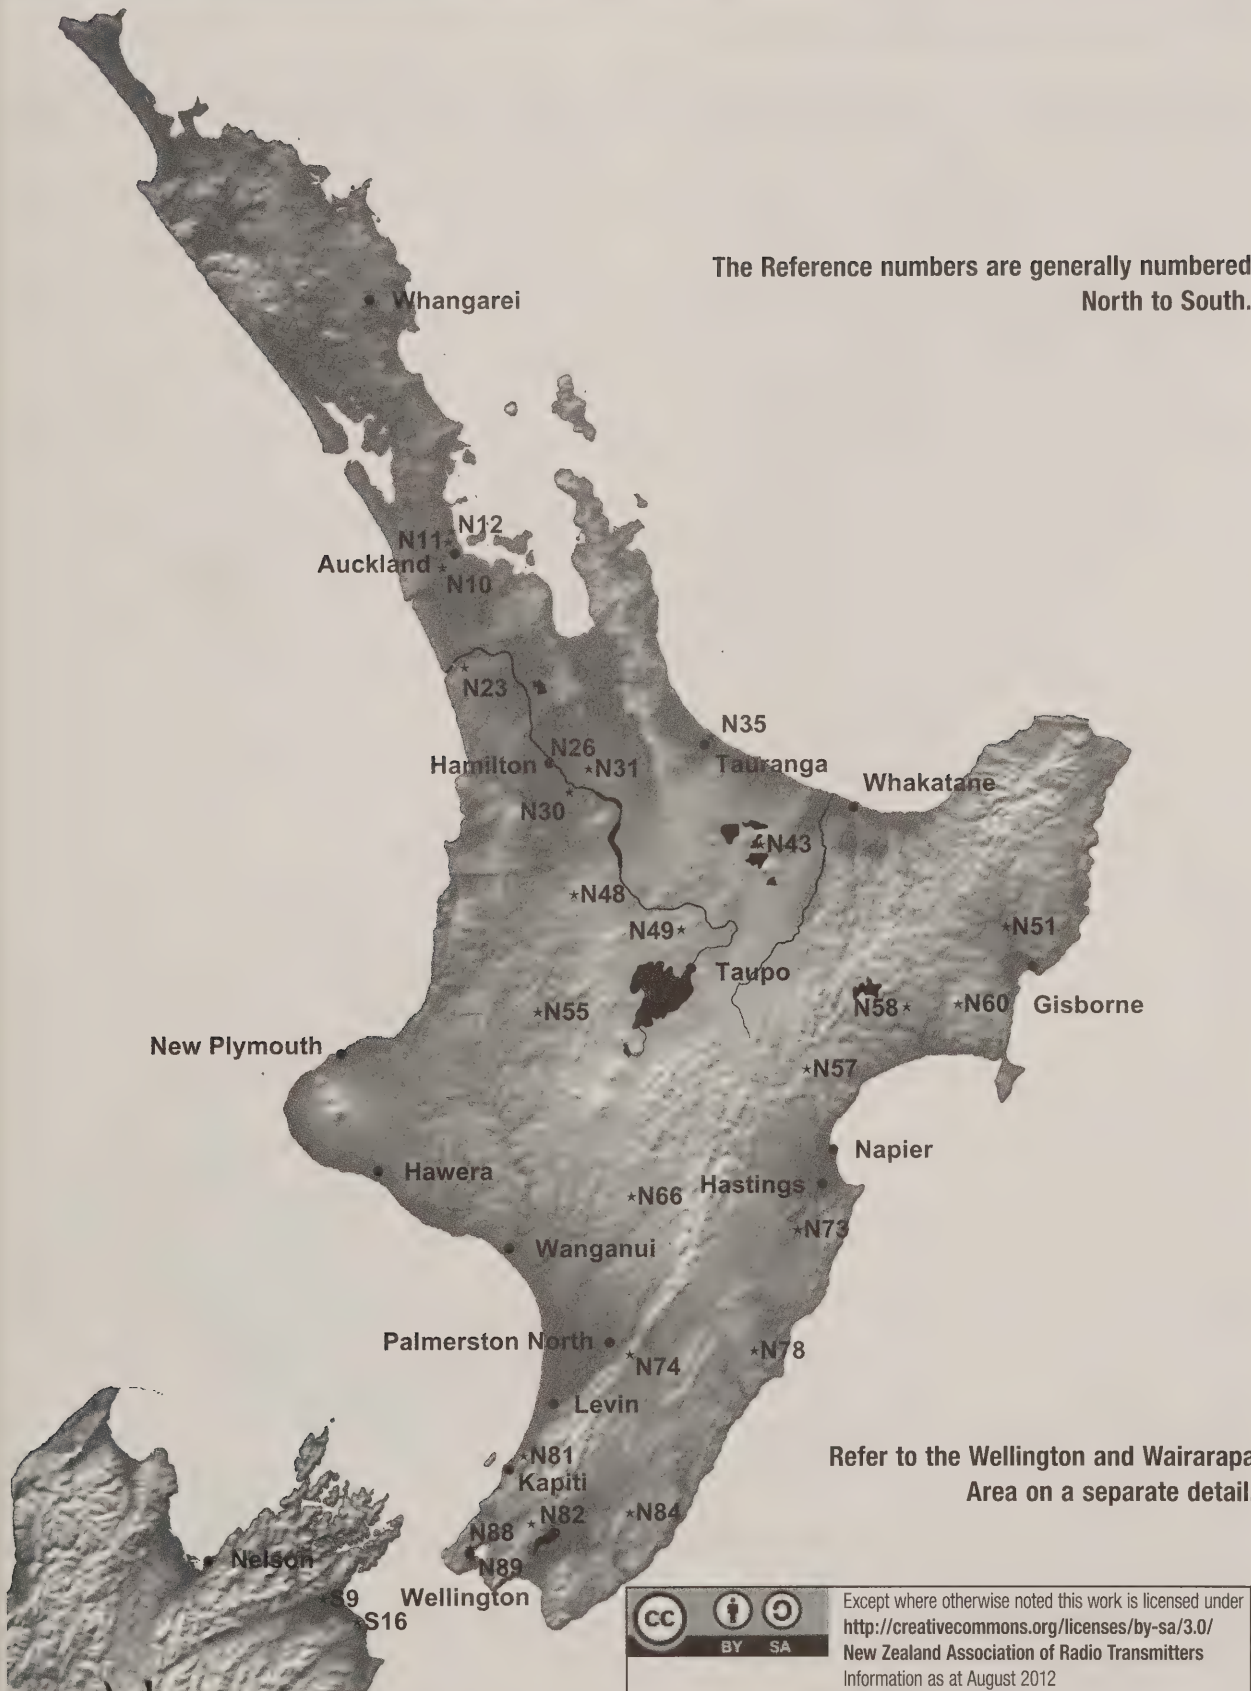 The Reference numbers are generally numbered
North to South.
Whangarei
N12
N11
Auckland
N10
N23
N35
N26
Hamilton
N31
Tauranga
Whakatane
N30
N43
N48
N49
N51
Taupo
N55
N58
N60
Gisborne
New Plymouth
N57
Napier
Hawera
Hastings
N66
N73
Wanganui
Palmerston North
N78
N74
Levin
N81
Kapiti
Refer to the Wellington and Wairarapa
Area on a separate detail
N82
N84
N88
N89
Nelson
Wellington
S9
S16
cc
BY SA
Except where otherwise noted this work is licensed under
http://creativecommons.org/licenses/by-sa/3.0/
New Zealand Association of Radio Transmitters
Information as at August 2012